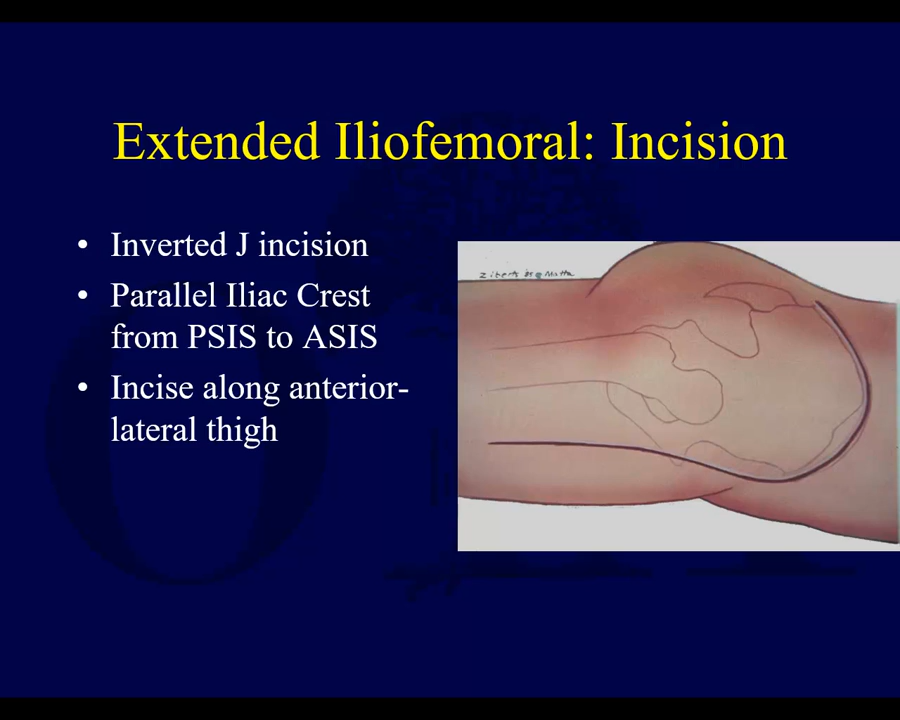 Extended Iliofemoral: Incision
• Inverted J incision
• Parallel Iliac Crest
from PSIS to ASIS
• Incise along anterior-
lateral thigh